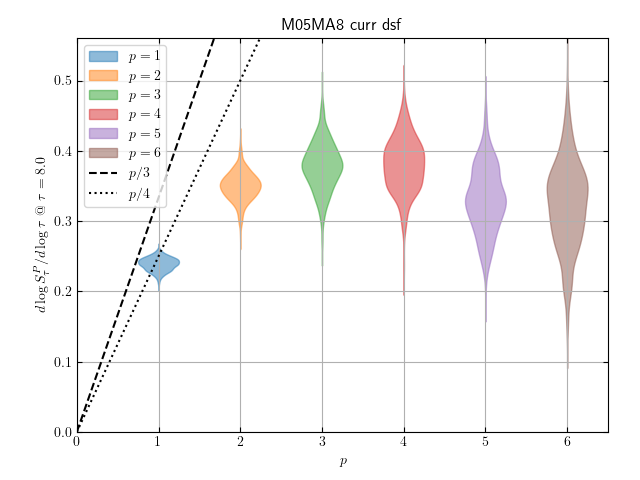 M05MA8 curr dsf
d log S_τ^P / d log τ @ τ = 8.0
0.5
0.4
0.3
0.2
0.1
0.0
p = 1
p = 2
p = 3
p = 4
p = 5
p = 6
p/3
p/4
0 1 2 3 4 5 6
p